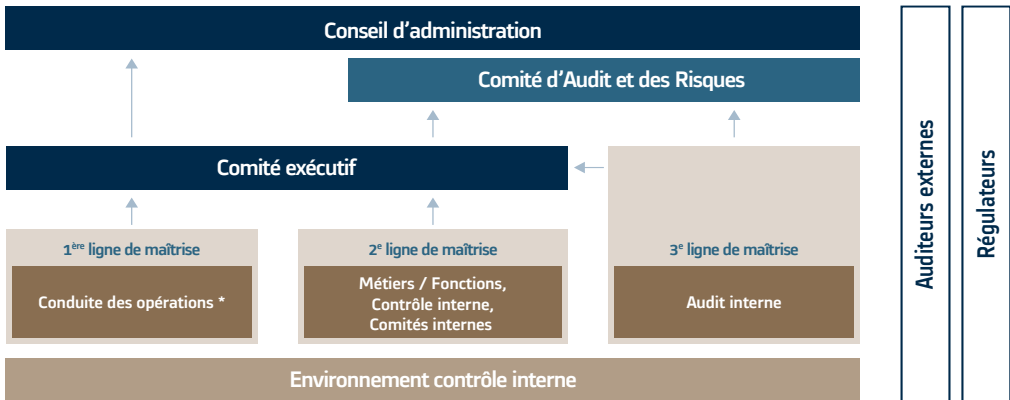 Conseil d’administration
Comité d’Audit et des Risques
Comité exécutif
1ère ligne de maîtrise
Conduite des opérations *
2e ligne de maîtrise
Métiers / Fonctions,
Contrôle interne,
Comités internes
3e ligne de maîtrise
Audit interne
Environnement contrôle interne
Auditeurs externes
Régulateurs